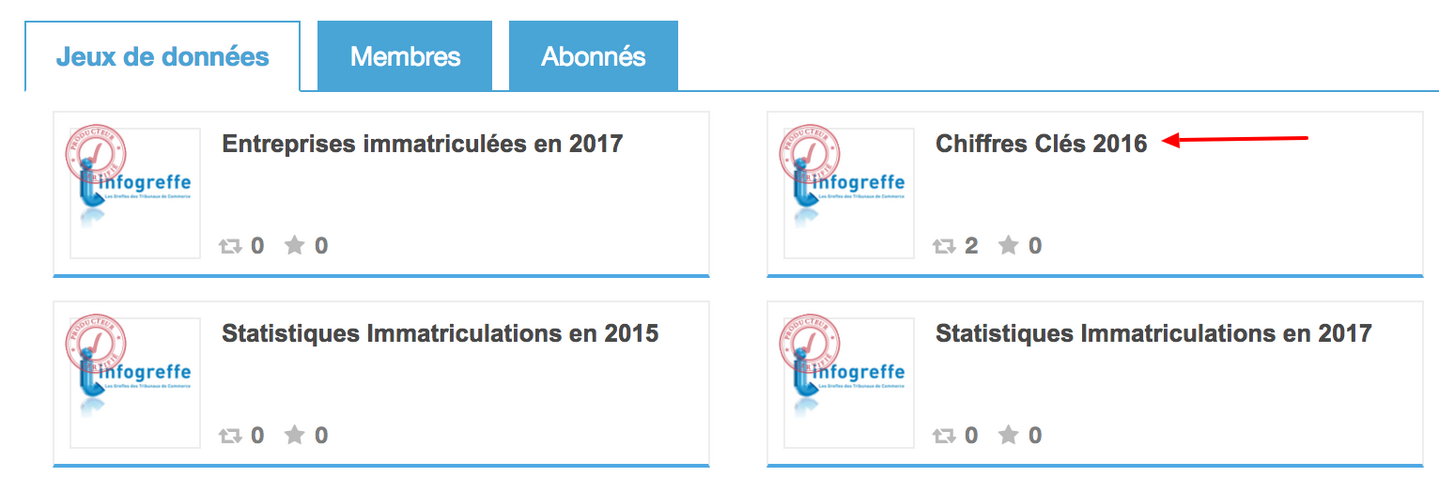 Jeux de données
Membres
Abonnés
PRODUCTEUR
CERTIFIÉ
infogreffe
Les Greffes des Tribunaux de Commerce
Entreprises immatriculées en 2017
0 0
PRODUCTEUR
CERTIFIÉ
infogreffe
Les Greffes des Tribunaux de Commerce
Chiffres Clés 2016
2 0
PRODUCTEUR
CERTIFIÉ
infogreffe
Les Greffes des Tribunaux de Commerce
Statistiques Immatriculations en 2015
0 0
PRODUCTEUR
CERTIFIÉ
infogreffe
Les Greffes des Tribunaux de Commerce
Statistiques Immatriculations en 2017
0 0